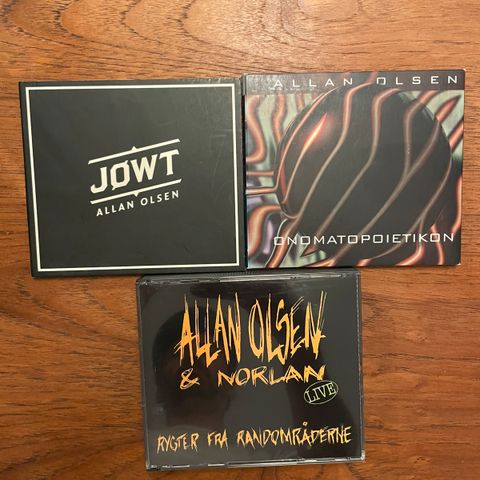 JØWT
ALLAN OLSEN
ALLAN OLSEN
ONOMATOPOIETIKON
ALLAN OLSEN
& NORLAN
LIVE
RYGTER FRA RANDOMRÅDERNE